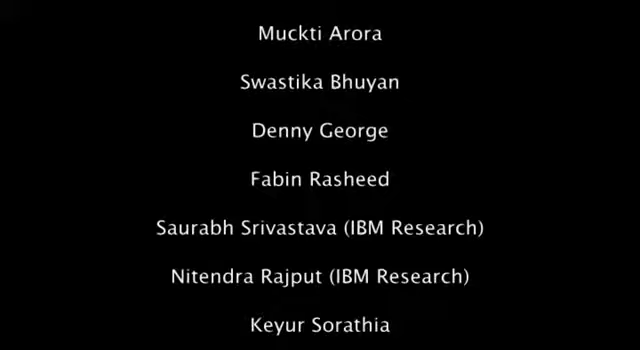 Muckti Arora
Swastika Bhuyan
Denny George
Fabin Rasheed
Saurabh Srivastava (IBM Research)
Nitendra Rajput (IBM Research)
Keyur Sorathia